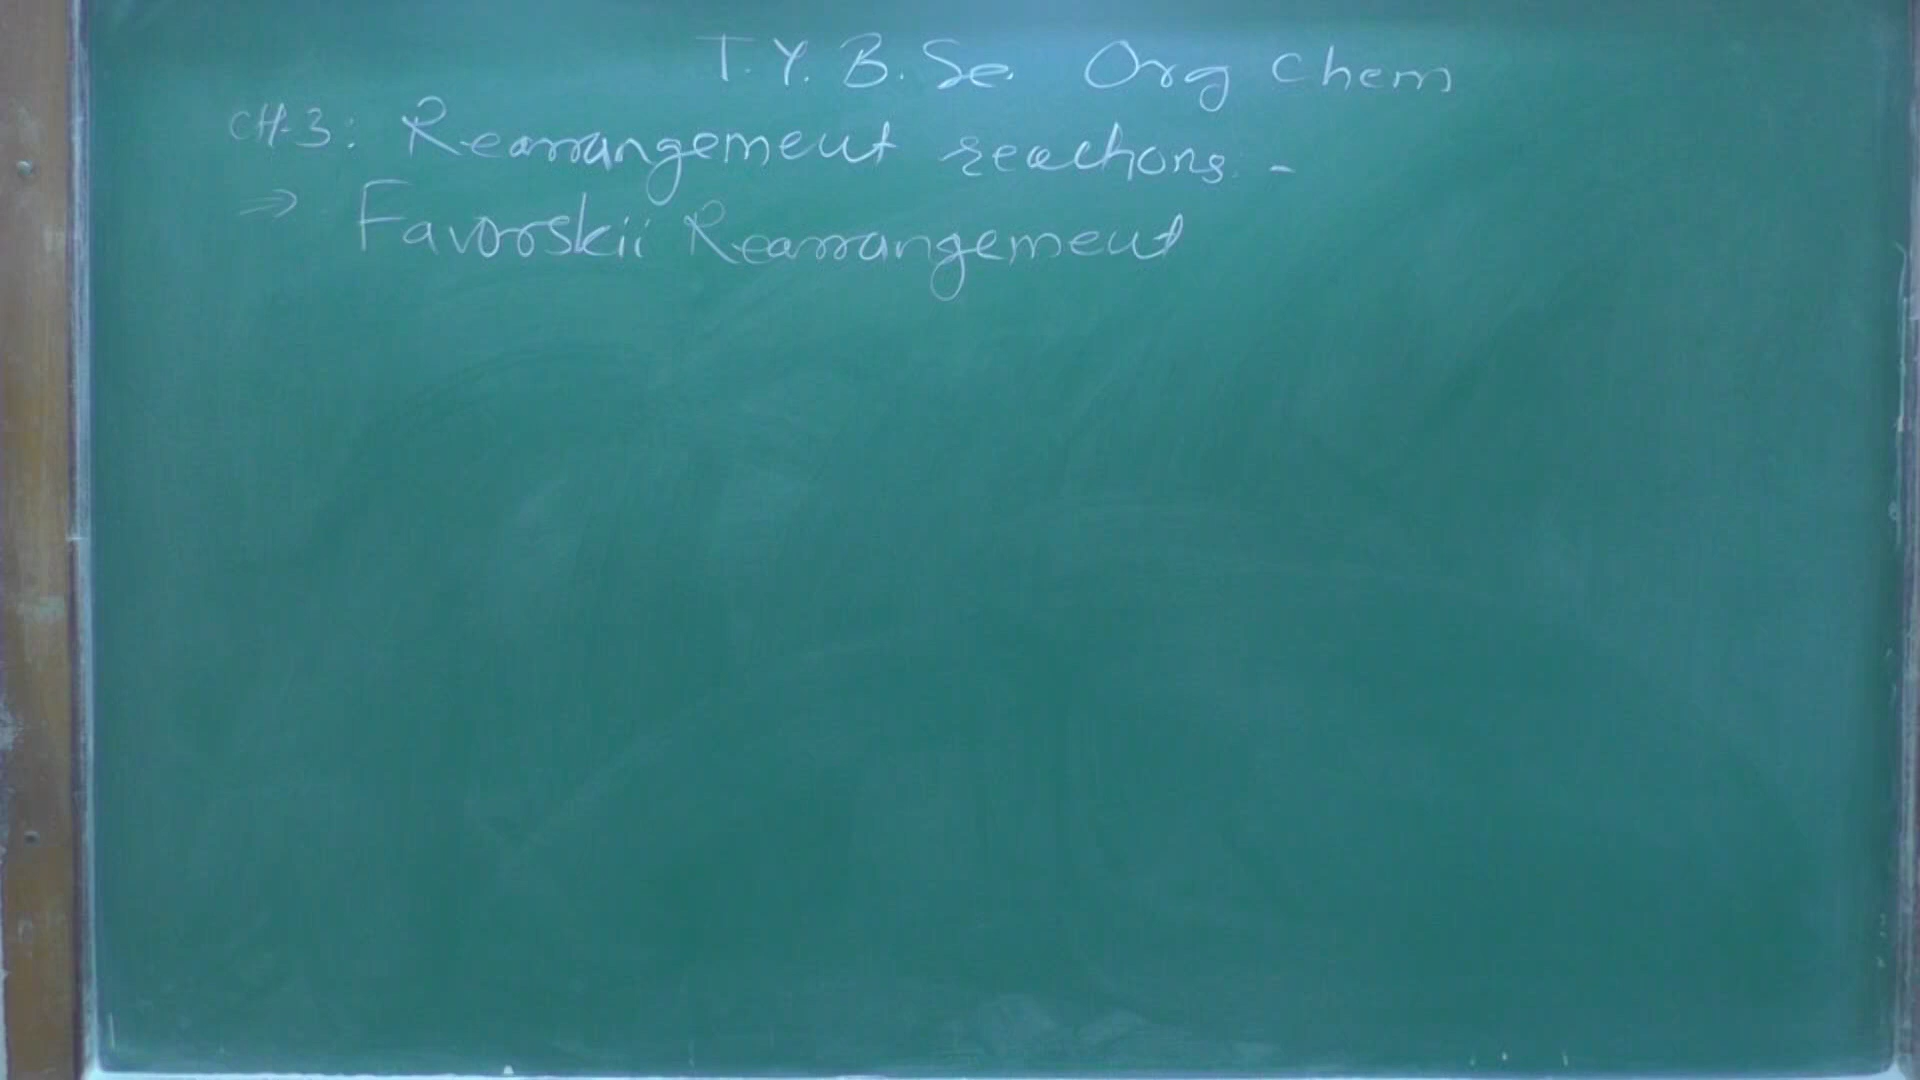 T.Y. B.Sc. Org Chem
CH-3: Rearrangement reactions. -
⇒ Favorskii Rearrangement